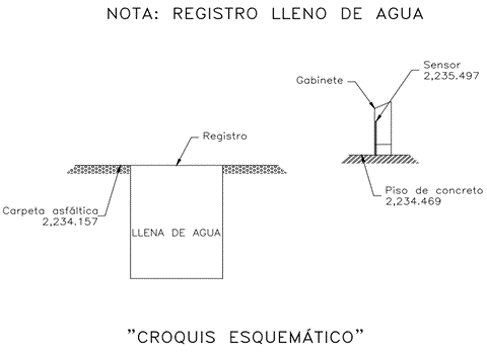 NOTA: REGISTRO LLENO DE AGUA
Sensor
2,235.497
Gabinete
Registro
Piso de concreto
2,234.469
Carpeta asfáltica
2,234.157
LLENA DE AGUA
"CROQUIS ESQUEMÁTICO"